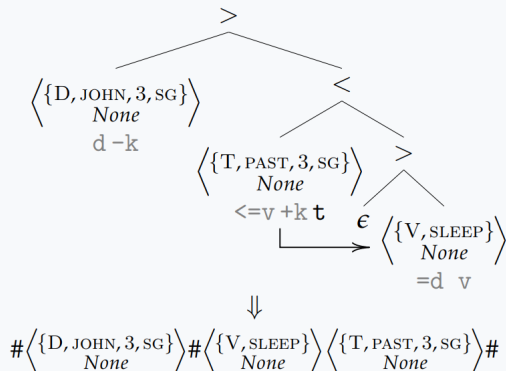 >
<
⟨{D, JOHN, 3, SG}⟩
None
d -k
⟨{T, PAST, 3, SG}⟩
None
<=v +k t
>
ϵ
⟨{V, SLEEP}⟩
None
=d v
⇓
#⟨{D, JOHN, 3, SG}⟩#⟨{V, SLEEP}⟩⟨{T, PAST, 3, SG}⟩#
None None None